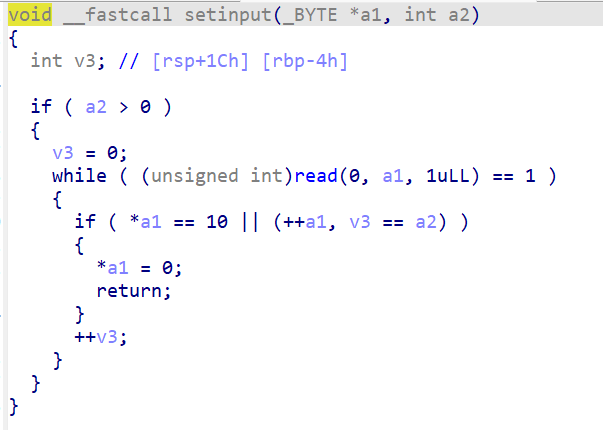 void __fastcall setinput(_BYTE *a1, int a2)
{
  int v3; // [rsp+1Ch] [rbp-4h]

  if ( a2 > 0 )
  {
    v3 = 0;
    while ( (unsigned int)read(0, a1, 1uLL) == 1 )
    {
      if ( *a1 == 10 || (++a1, v3 == a2) )
      {
        *a1 = 0;
        return;
      }
      ++v3;
    }
  }
}